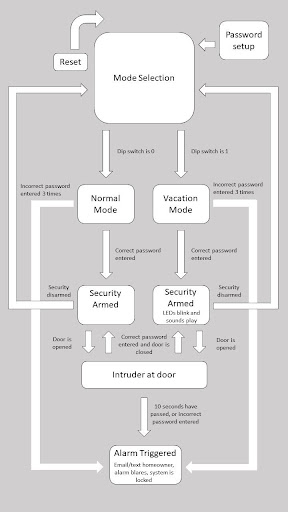 Password
setup
Reset
Mode Selection
Dip switch is 0
Dip switch is 1
Incorrect password
entered 3 times
Incorrect password
entered 3 times
Normal
Mode
Vacation
Mode
Correct password
entered
Correct password
entered
Security
disarmed
Security
Armed
Security
Armed
LEDs blink and
sounds play
Security
disarmed
Door is
opened
Correct password
entered and door is
closed
Door is
opened
Intruder at door
10 seconds have
passed, or incorrect
password entered
Alarm Triggered
Email/text homeowner,
alarm blares, system is
locked